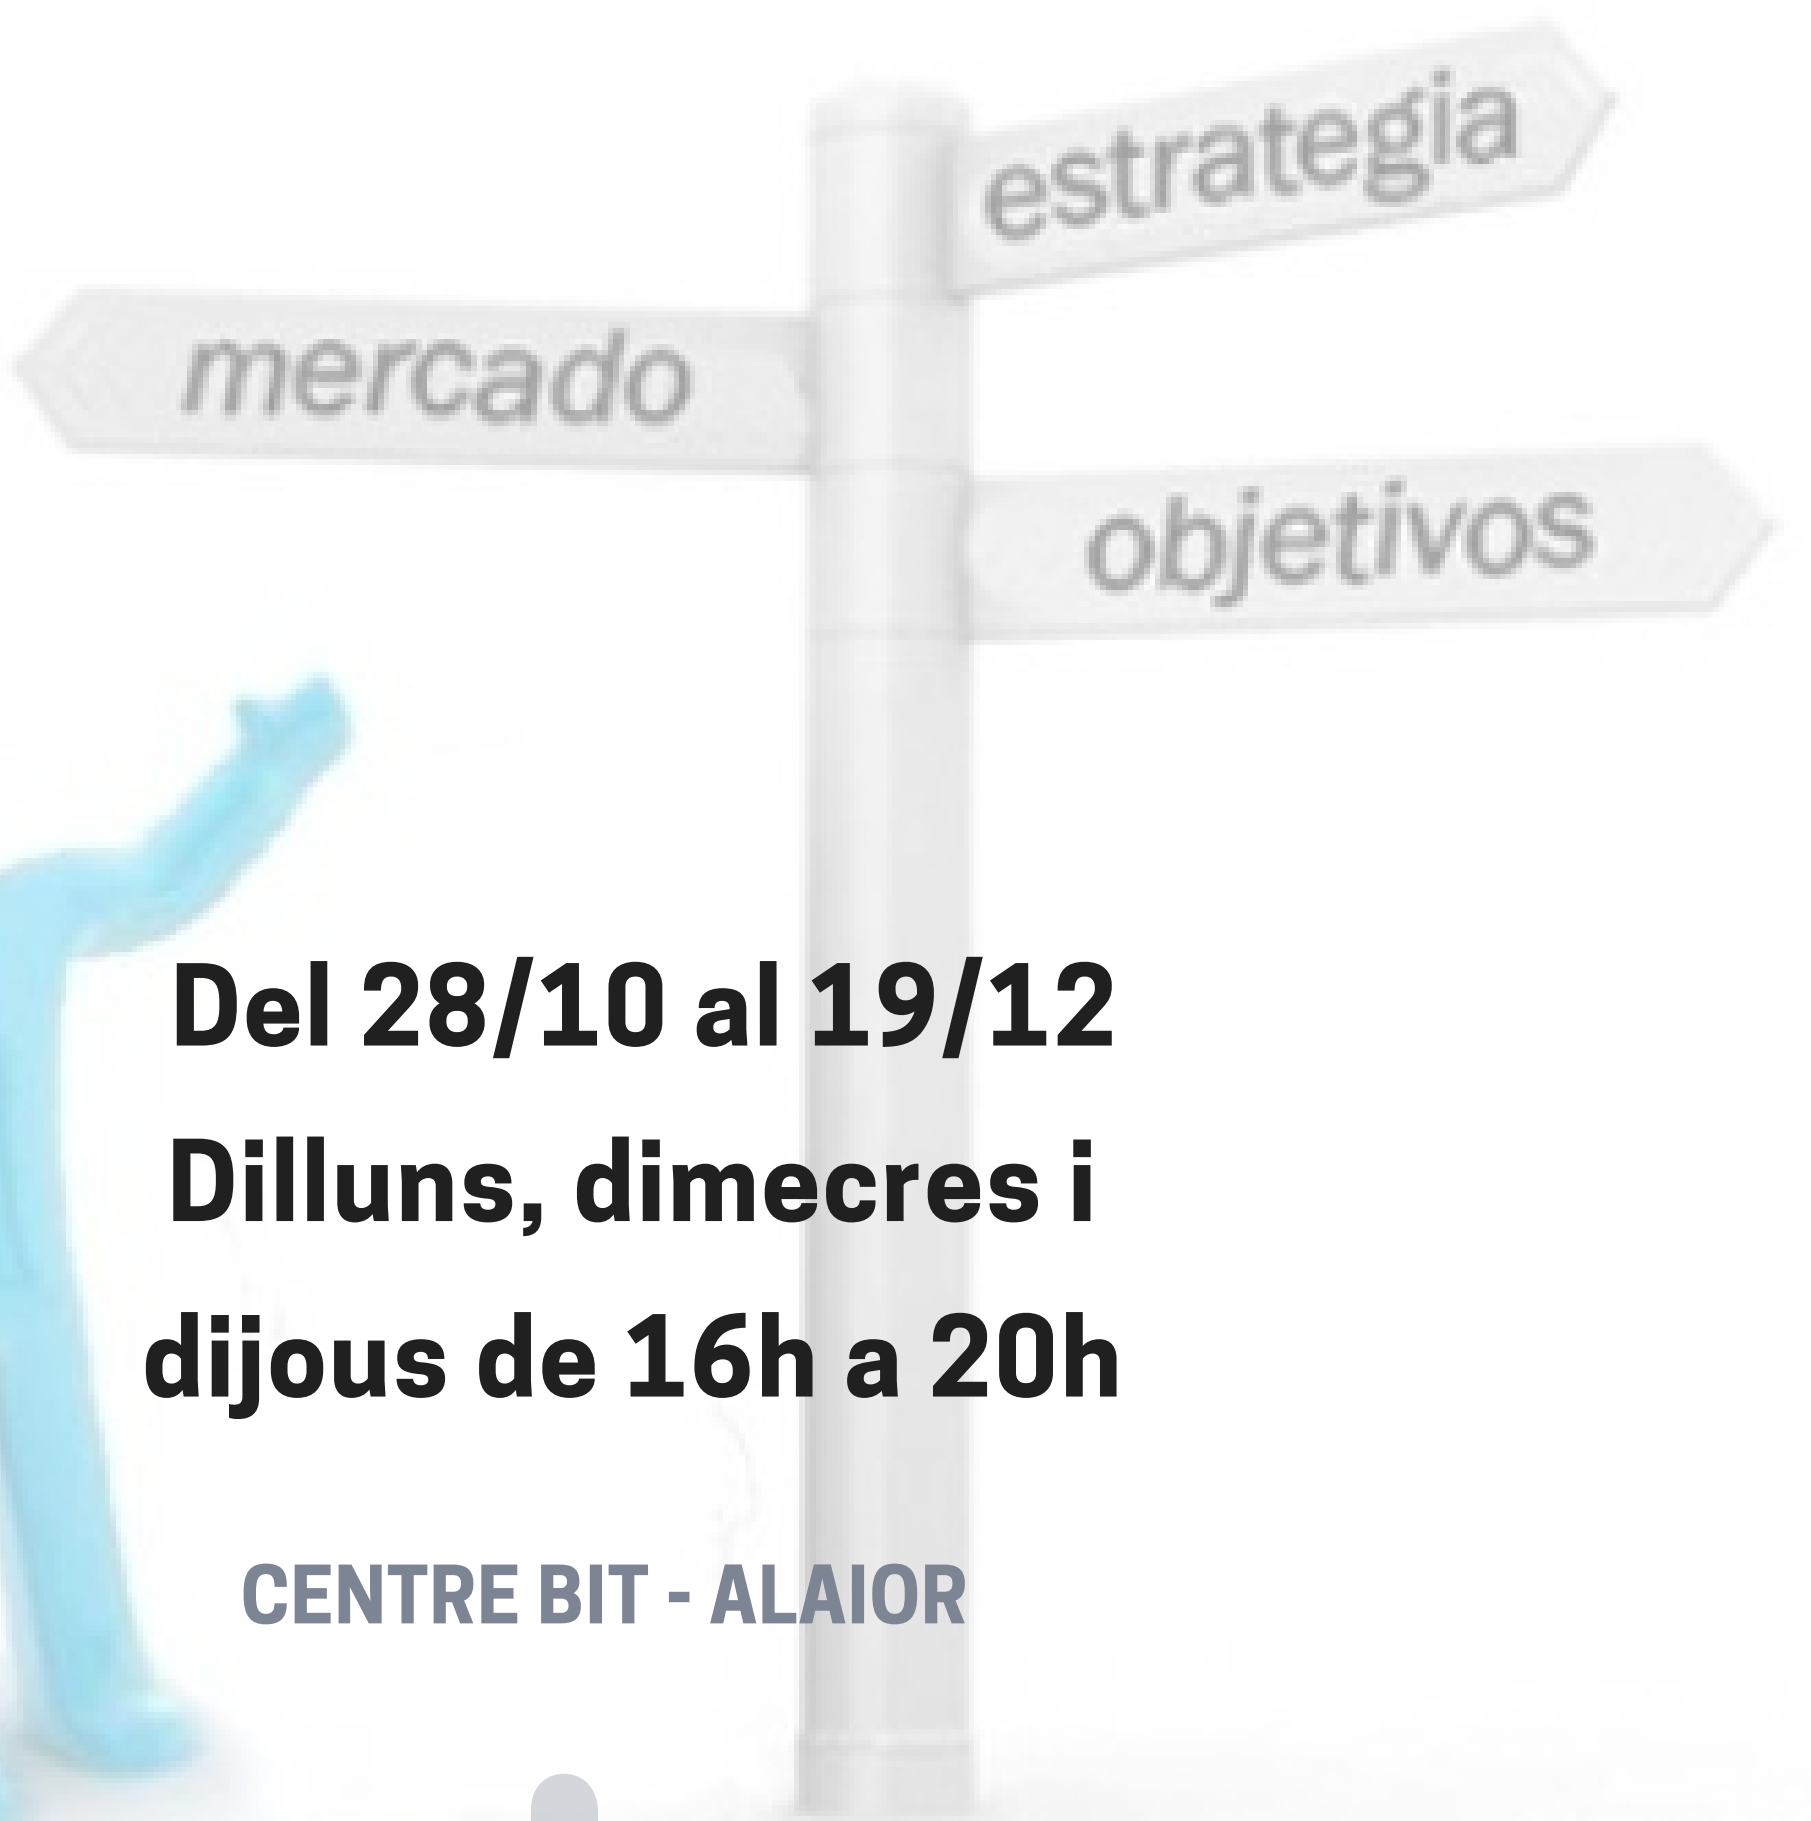 estrategia
mercado
objetivos
Del 28/10 al 19/12
Dilluns, dimecres i
dijous de 16h a 20h
CENTRE BIT - ALAIOR